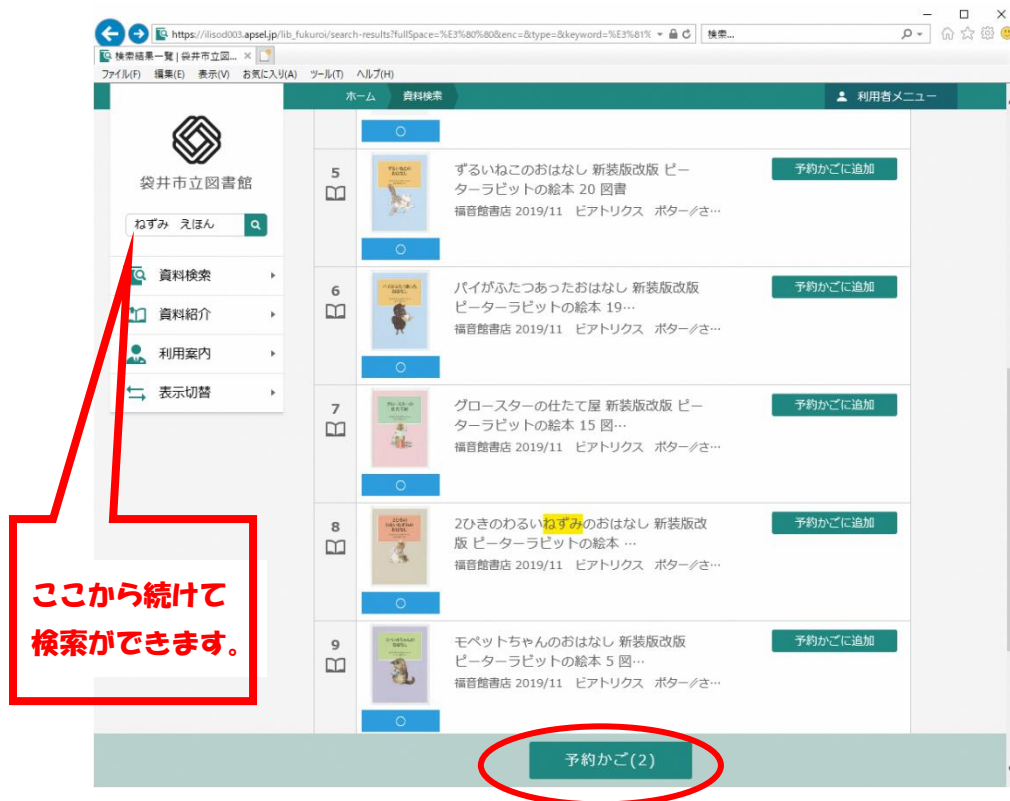 https://ilisod003.apsel.jp/lib_fukuroi/search-results?fullSpace=%E3%80%80&enc=&type=&keyword=%E3%81%
検索...
検索結果一覧 | 袋井市立図...
ファイル(F) 編集(E) 表示(V) お気に入り(A) ツール(T) ヘルプ(H)
ホーム 資料検索 利用者メニュー
袋井市立図書館
ねずみ えほん
資料検索
資料紹介
利用案内
表示切替
ここから続けて
検索ができます。
○
5
ずるいねこのおはなし 新装版改版 ピー
ターラビットの絵本 20 図書
福音館書店 2019/11 ビアトリクス ポター∥さ…
予約かごに追加
○
6
パイがふたつあったおはなし 新装版改版
ピーターラビットの絵本 19…
福音館書店 2019/11 ビアトリクス ポター∥さ…
予約かごに追加
○
7
グロースターの仕たて屋 新装版改版 ピー
ターラビットの絵本 15 図…
福音館書店 2019/11 ビアトリクス ポター∥さ…
予約かごに追加
○
8
2ひきのわるいねずみのおはなし 新装版改
版 ピーターラビットの絵本 …
福音館書店 2019/11 ビアトリクス ポター∥さ…
予約かごに追加
○
9
モペットちゃんのおはなし 新装版改版
ピーターラビットの絵本 5 図…
福音館書店 2019/11 ビアトリクス ポター∥さ…
予約かごに追加
○
予約かご(2)